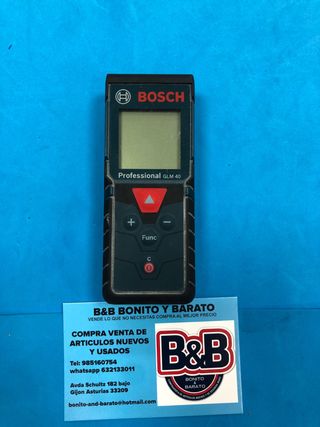 BOSCH
Professional GLM 40
+ −
Func
C
B&B BONITO Y BARATO
VENDE LO QUE NO NECESITAS COMPRA AL MEJOR PRECIO
COMPRA VENTA DE
ARTICULOS NUEVOS
Y USADOS
Tel: 985160754
whatsapp 632133011
Avda Schultz 182 bajo
Gijon Asturias 33209
bonito-and-barato@hotmail.com
B&B
BONITO
Y
BARATO